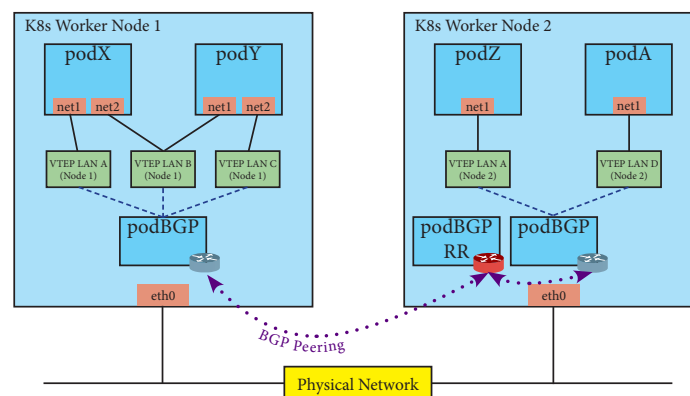 K8s Worker Node 1
podX
podY
net1
net2
net1
net2
VTEP LAN A
(Node 1)
VTEP LAN B
(Node 1)
VTEP LAN C
(Node 1)
podBGP
eth0
K8s Worker Node 2
podZ
podA
net1
net1
VTEP LAN A
(Node 2)
VTEP LAN D
(Node 2)
podBGP
RR
podBGP
eth0
BGP Peering
Physical Network